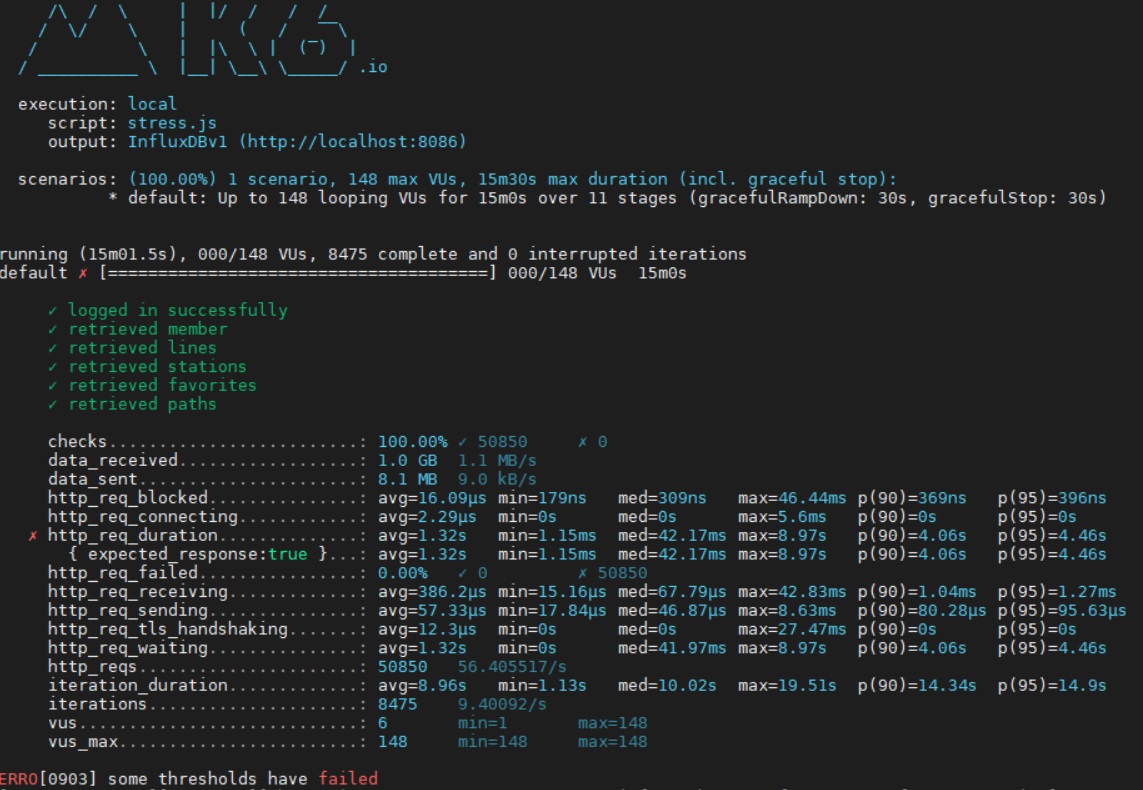 .io
execution: local
script: stress.js
output: InfluxDBv1 (http://localhost:8086)
scenarios: (100.00%) 1 scenario, 148 max VUs, 15m30s max duration (incl. graceful stop):
* default: Up to 148 looping VUs for 15m0s over 11 stages (gracefulRampDown: 30s, gracefulStop: 30s)
running (15m01.5s), 000/148 VUs, 8475 complete and 0 interrupted iterations
default ✗ [======================================] 000/148 VUs  15m0s
✓ logged in successfully
✓ retrieved member
✓ retrieved lines
✓ retrieved stations
✓ retrieved favorites
✓ retrieved paths
checks.........................: 100.00% ✓ 50850     ✗ 0
data_received..................: 1.0 GB  1.1 MB/s
data_sent......................: 8.1 MB  9.0 kB/s
http_req_blocked...............: avg=16.09µs min=179ns   med=309ns   max=46.44ms p(90)=369ns   p(95)=396ns
http_req_connecting............: avg=2.29µs  min=0s      med=0s      max=5.6ms   p(90)=0s      p(95)=0s
✗ http_req_duration..............: avg=1.32s   min=1.15ms  med=42.17ms max=8.97s   p(90)=4.06s   p(95)=4.46s
{ expected_response:true }...: avg=1.32s   min=1.15ms  med=42.17ms max=8.97s   p(90)=4.06s   p(95)=4.46s
http_req_failed................: 0.00%   ✓ 0         ✗ 50850
http_req_receiving.............: avg=386.2µs min=15.16µs med=67.79µs max=42.83ms p(90)=1.04ms  p(95)=1.27ms
http_req_sending...............: avg=57.33µs min=17.84µs med=46.87µs max=8.63ms  p(90)=80.28µs p(95)=95.63µs
http_req_tls_handshaking.......: avg=12.3µs  min=0s      med=0s      max=27.47ms p(90)=0s      p(95)=0s
http_req_waiting...............: avg=1.32s   min=1.15ms  med=41.97ms max=8.97s   p(90)=4.06s   p(95)=4.46s
http_reqs......................: 50850   56.405517/s
iteration_duration.............: avg=8.96s   min=1.13s   med=10.02s  max=19.51s  p(90)=14.34s  p(95)=14.9s
iterations.....................: 8475    9.40092/s
vus............................: 6       min=1       max=148
vus_max........................: 148     min=148     max=148
ERRO[0903] some thresholds have failed